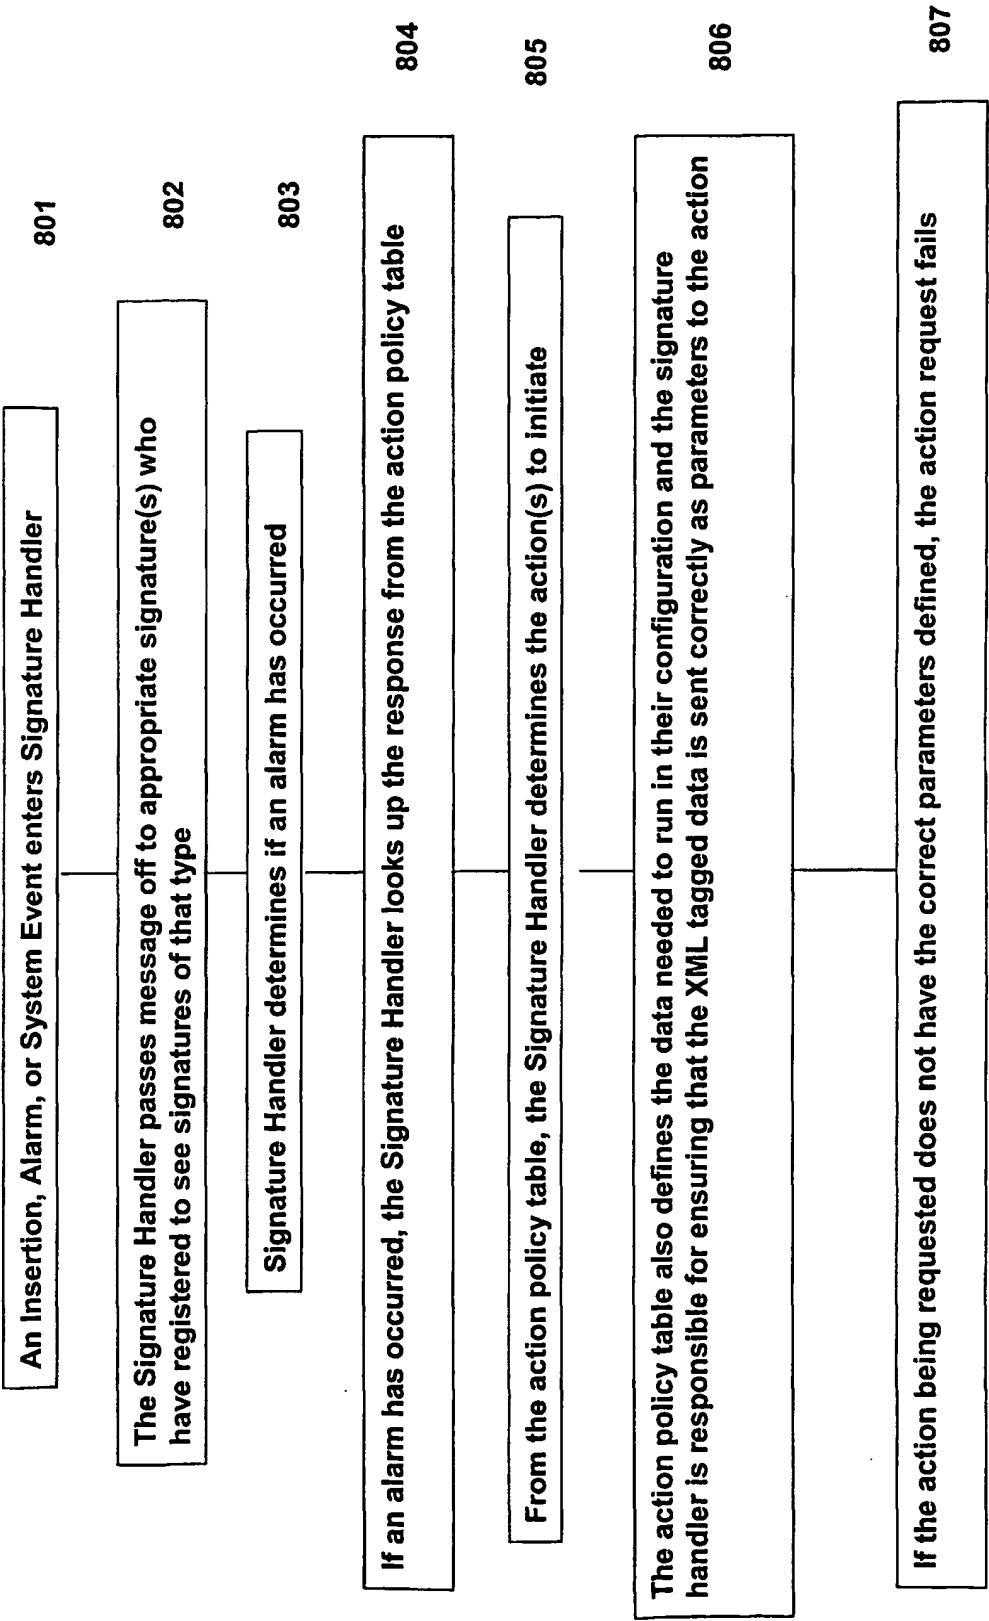 801
An Insertion, Alarm, or System Event enters Signature Handler
802
The Signature Handler passes message off to appropriate signature(s) who
have registered to see signatures of that type
803
Signature Handler determines if an alarm has occurred
804
If an alarm has occurred, the Signature Handler looks up the response from the action policy table
805
From the action policy table, the Signature Handler determines the action(s) to initiate
806
The action policy table also defines the data needed to run in their configuration and the signature
handler is responsible for ensuring that the XML tagged data is sent correctly as parameters to the action
807
If the action being requested does not have the correct parameters defined, the action request fails